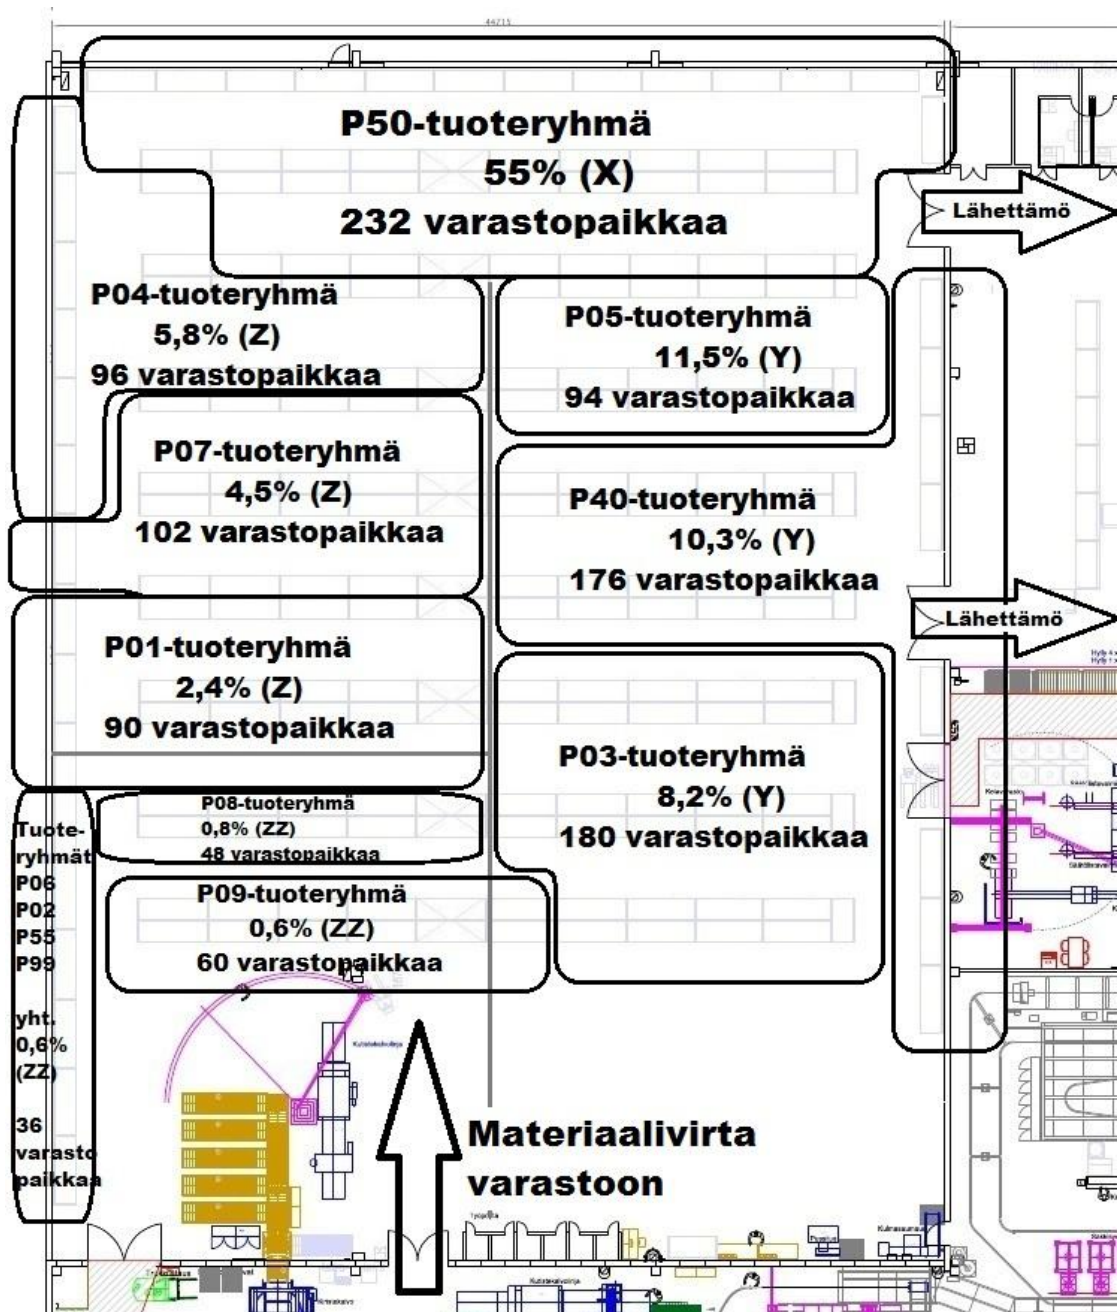 44215
P50-tuoteryhmä
55% (X)
232 varastopaikkaa
Lähettämö
P04-tuoteryhmä
5,8% (Z)
96 varastopaikkaa
P05-tuoteryhmä
11,5% (Y)
94 varastopaikkaa
P07-tuoteryhmä
4,5% (Z)
102 varastopaikkaa
P40-tuoteryhmä
10,3% (Y)
176 varastopaikkaa
Lähettämö
P01-tuoteryhmä
2,4% (Z)
90 varastopaikkaa
P03-tuoteryhmä
8,2% (Y)
180 varastopaikkaa
P08-tuoteryhmä
0,8% (ZZ)
48 varastopaikkaa
Tuote-
ryhmät
P06
P02
P55
P99
yht.
0,6%
(ZZ)
36
varasto
paikkaa
P09-tuoteryhmä
0,6% (ZZ)
60 varastopaikkaa
Kutistekalvolinja
Materiaalivirta
varastoon
Kutistekalvolinja